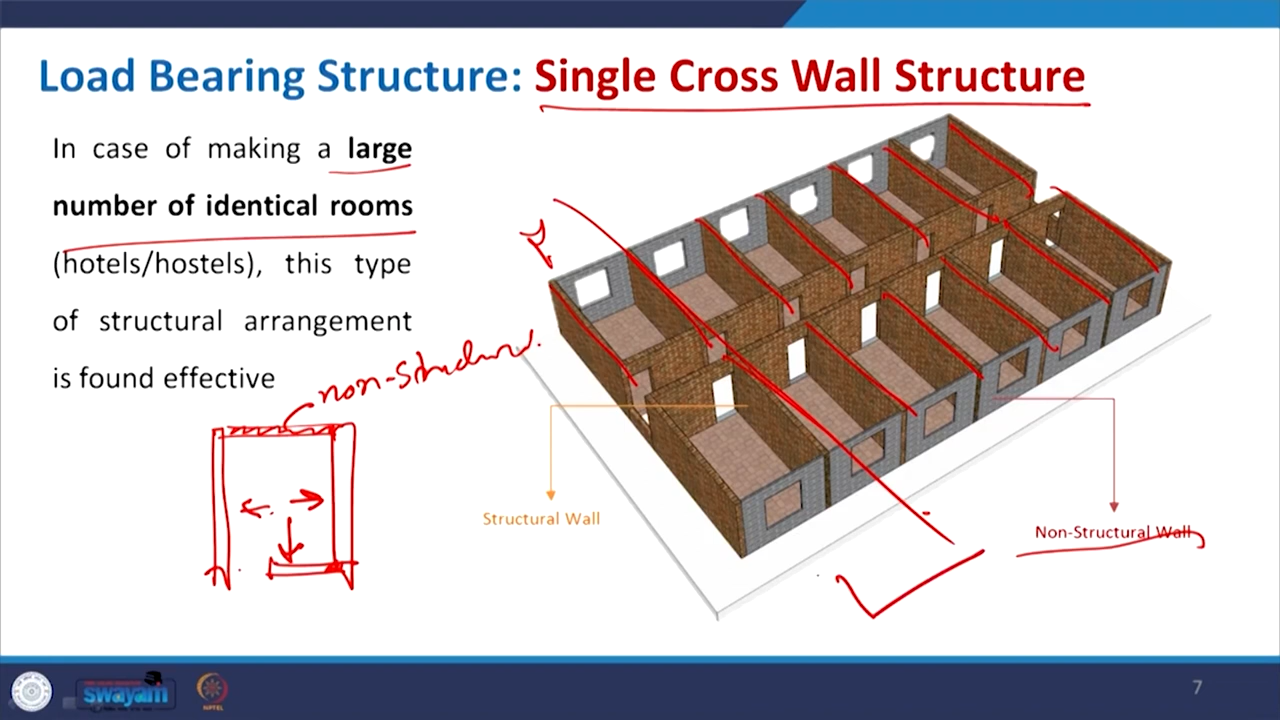 Load Bearing Structure: Single Cross Wall Structure
In case of making a large
number of identical rooms
(hotels/hostels), this type
of structural arrangement
is found effective
non-Structural.
Structural Wall
Non-Structural Wall
swayam
NPTEL
7